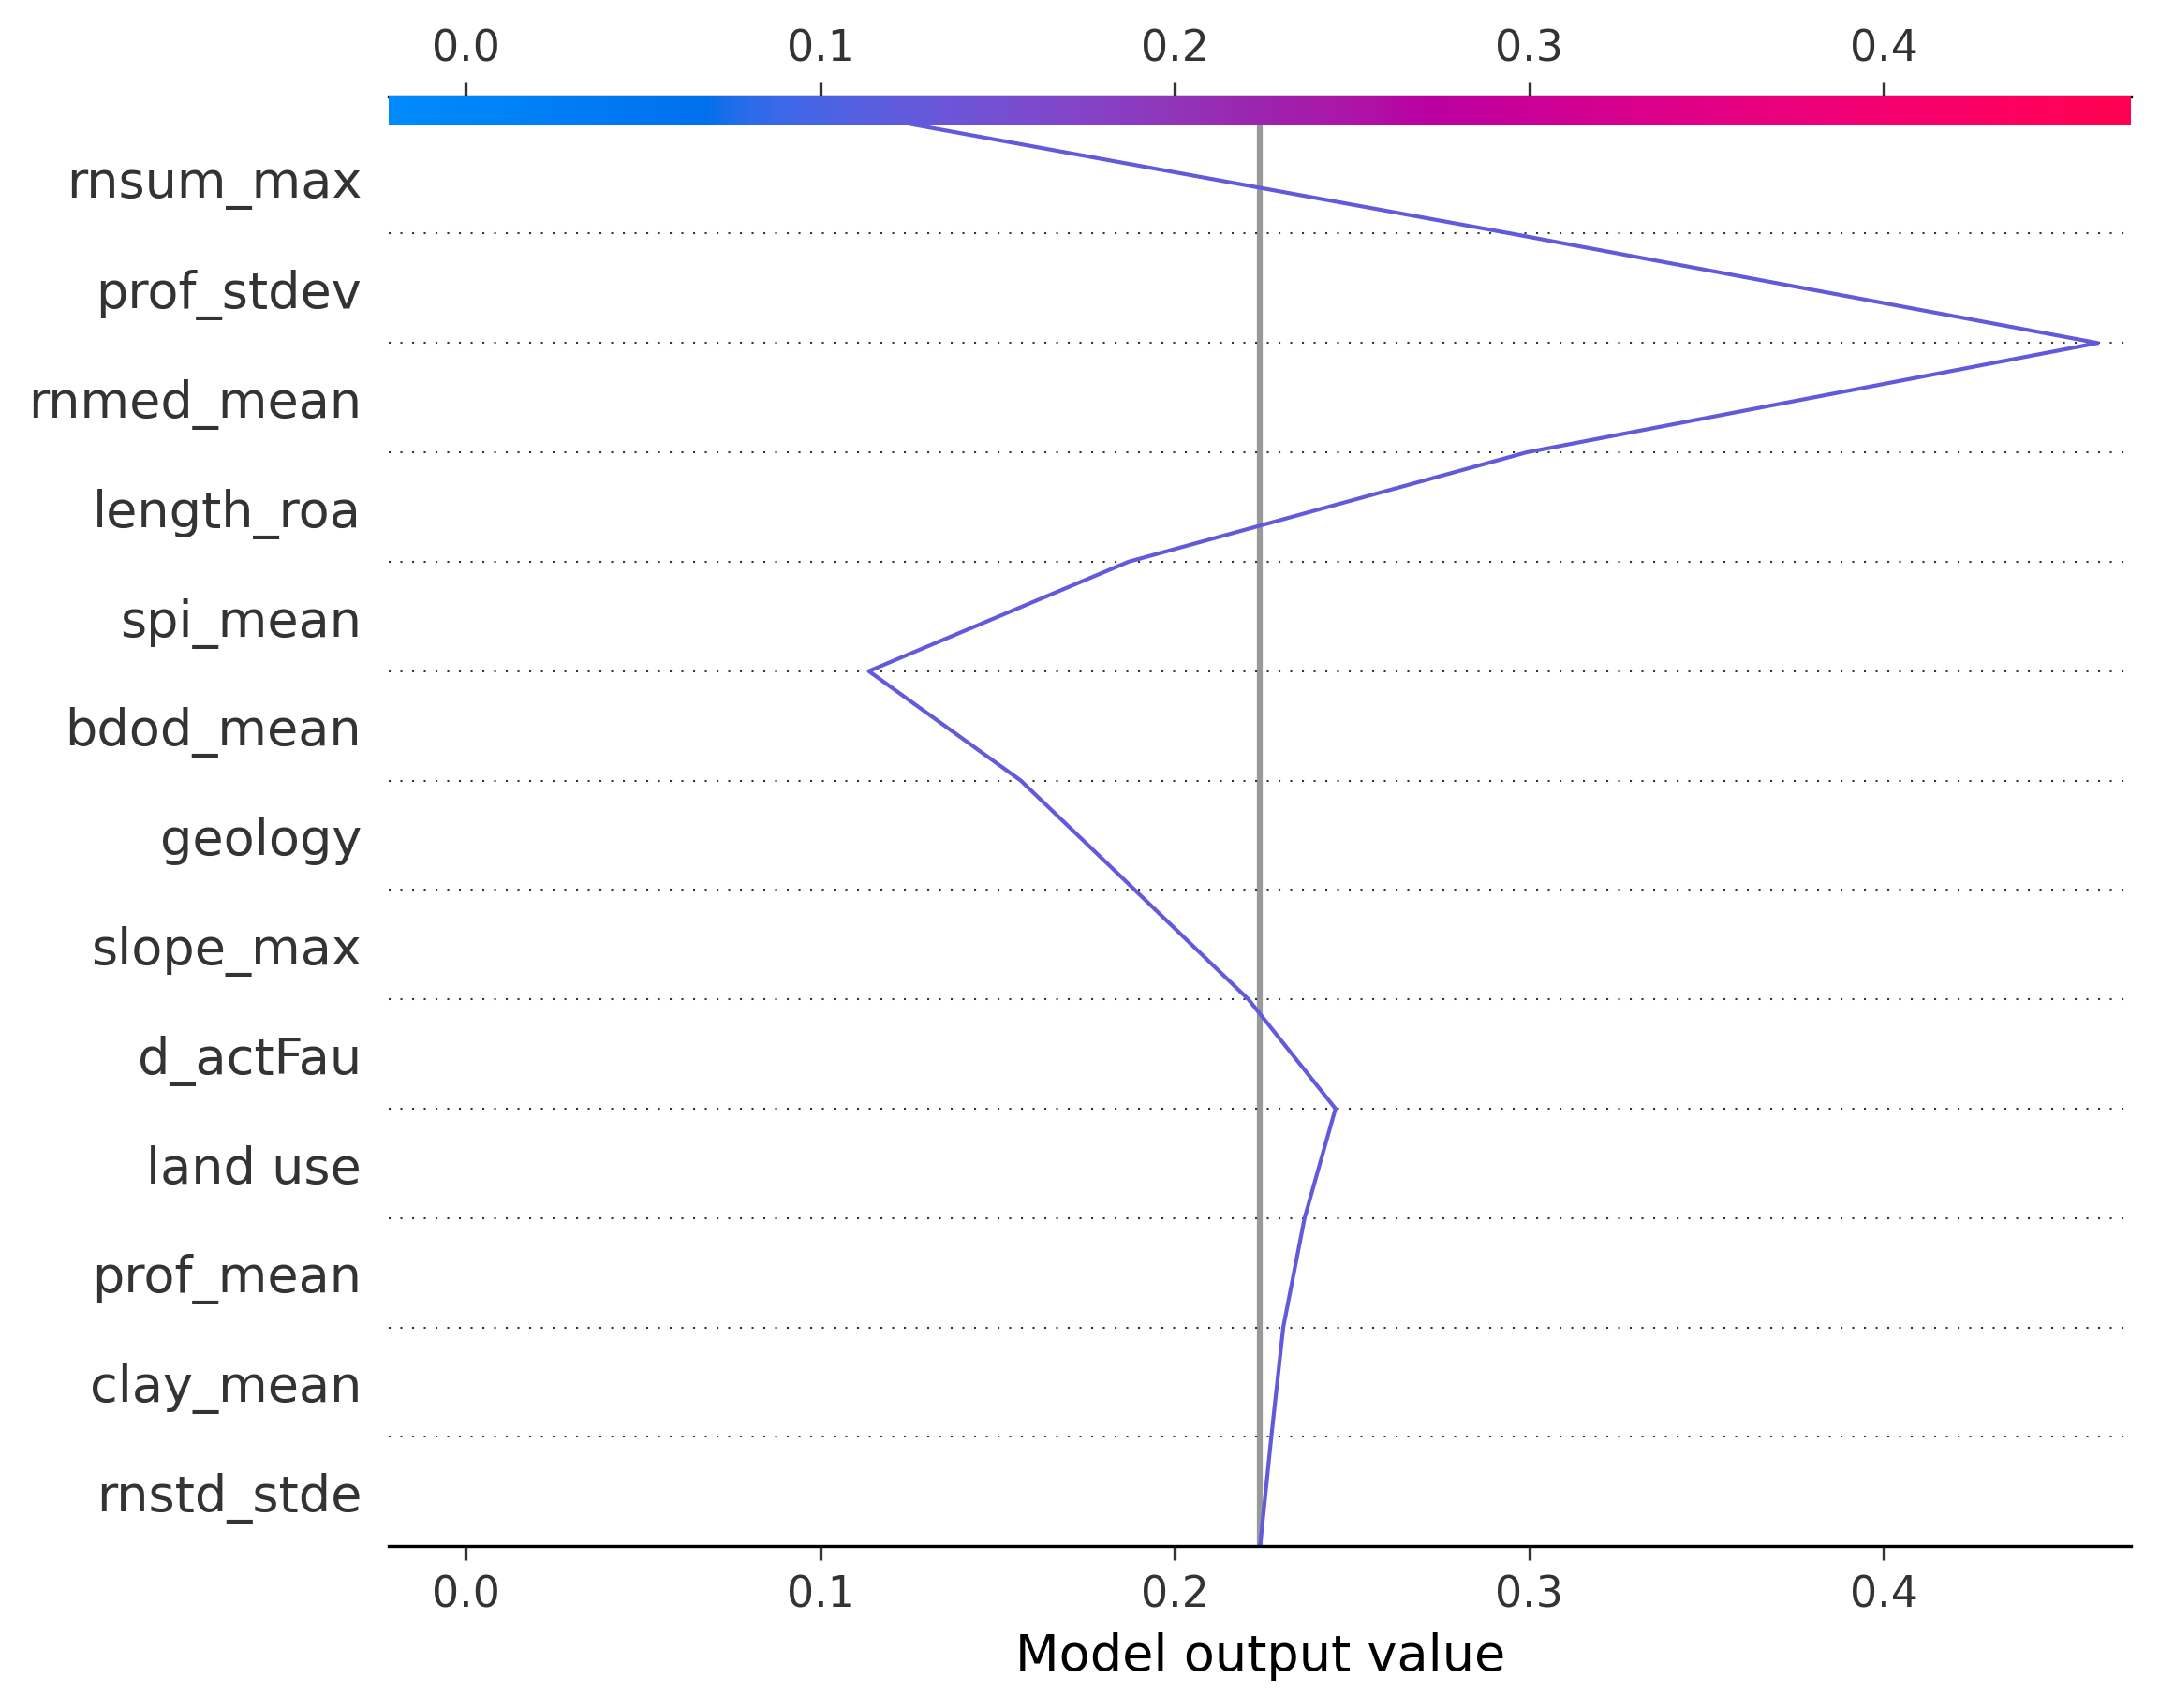 0.0 0.1 0.2 0.3 0.4
rnsum_max
prof_stdev
rnmed_mean
length_roa
spi_mean
bdod_mean
geology
slope_max
d_actFau
land use
prof_mean
clay_mean
rnstd_stde
0.0 0.1 0.2 0.3 0.4
Model output value